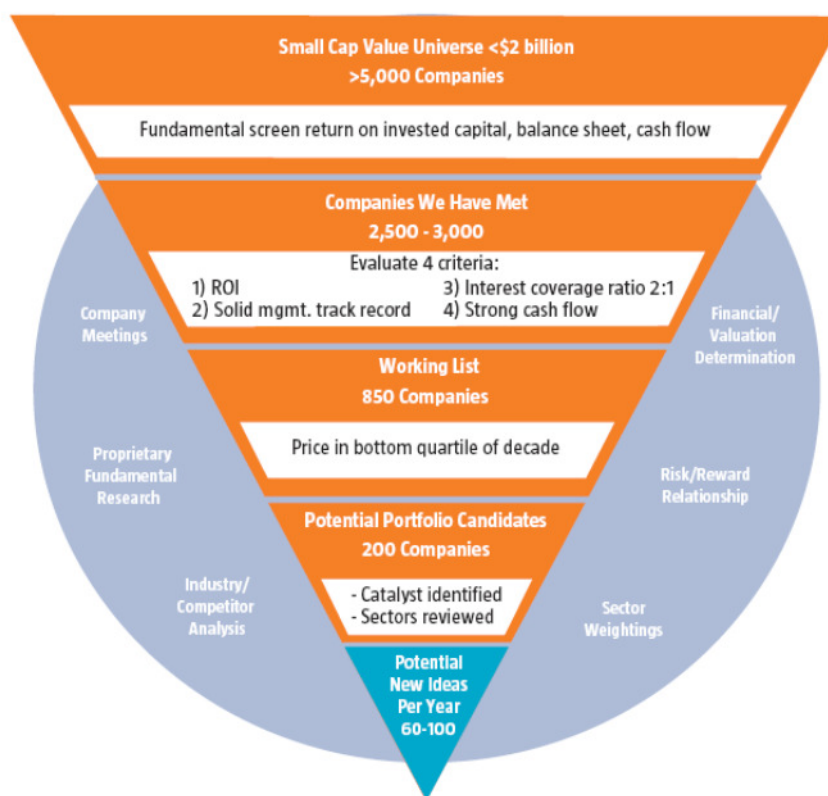 Small Cap Value Universe <$2 billion
>5,000 Companies
Fundamental screen return on invested capital, balance sheet, cash flow
Companies We Have Met
2,500 - 3,000
Evaluate 4 criteria:
1) ROI
2) Solid mgmt. track record
3) Interest coverage ratio 2:1
4) Strong cash flow
Working List
850 Companies
Price in bottom quartile of decade
Potential Portfolio Candidates
200 Companies
- Catalyst identified
- Sectors reviewed
Potential
New Ideas
Per Year
60-100
Company
Meetings
Proprietary
Fundamental
Research
Industry/
Competitor
Analysis
Financial/
Valuation
Determination
Risk/Reward
Relationship
Sector
Weightings